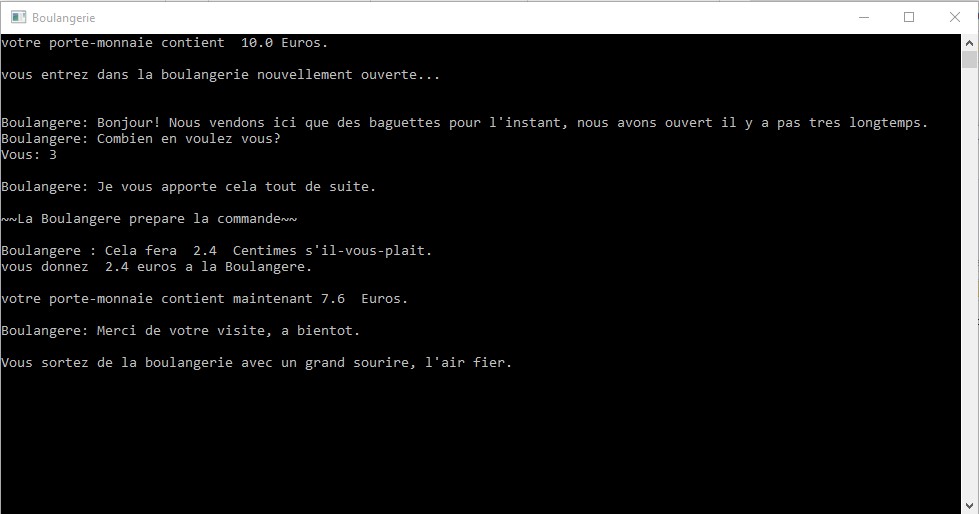 Boulangerie
votre porte-monnaie contient  10.0 Euros.
vous entrez dans la boulangerie nouvellement ouverte...
Boulangere: Bonjour! Nous vendons ici que des baguettes pour l'instant, nous avons ouvert il y a pas tres longtemps.
Boulangere: Combien en voulez vous?
Vous: 3
Boulangere: Je vous apporte cela tout de suite.
~~La Boulangere prepare la commande~~
Boulangere : Cela fera  2.4  Centimes s'il-vous-plait.
vous donnez  2.4 euros a la Boulangere.
votre porte-monnaie contient maintenant 7.6  Euros.
Boulangere: Merci de votre visite, a bientot.
Vous sortez de la boulangerie avec un grand sourire, l'air fier.